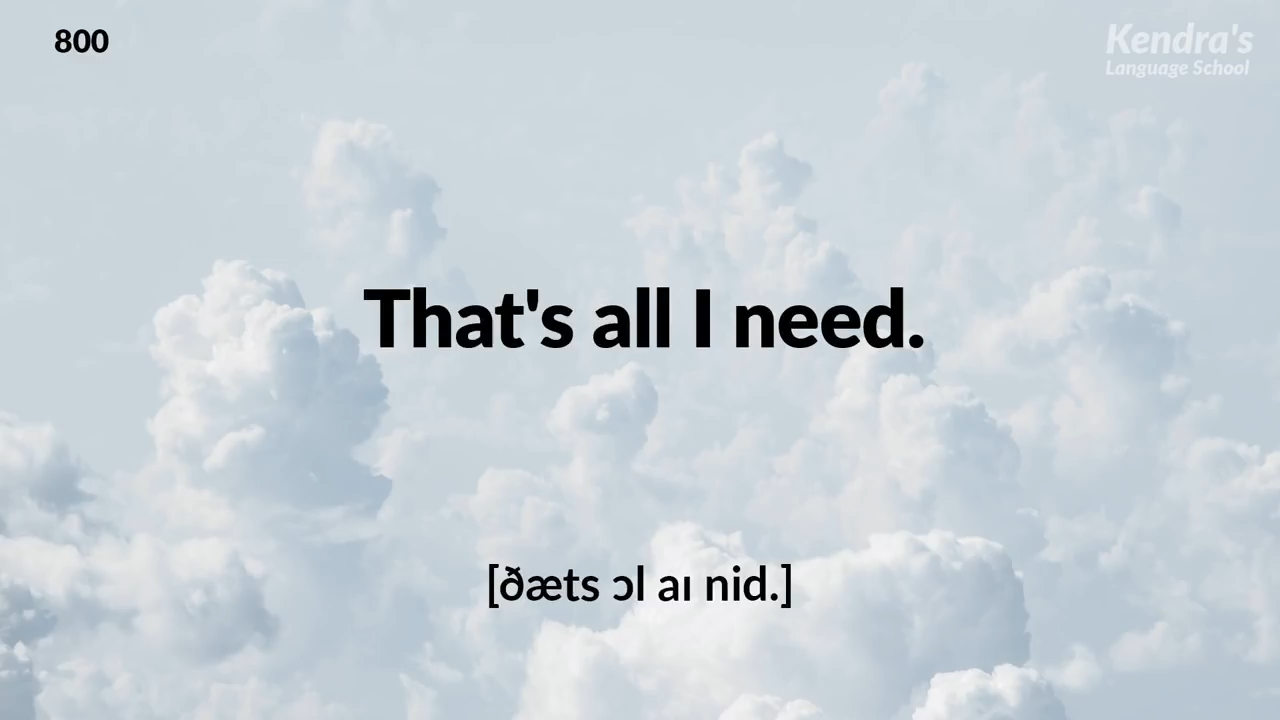 800
Kendra's
Language School
That's all I need.
[ðæts ɔl aɪ nid.]